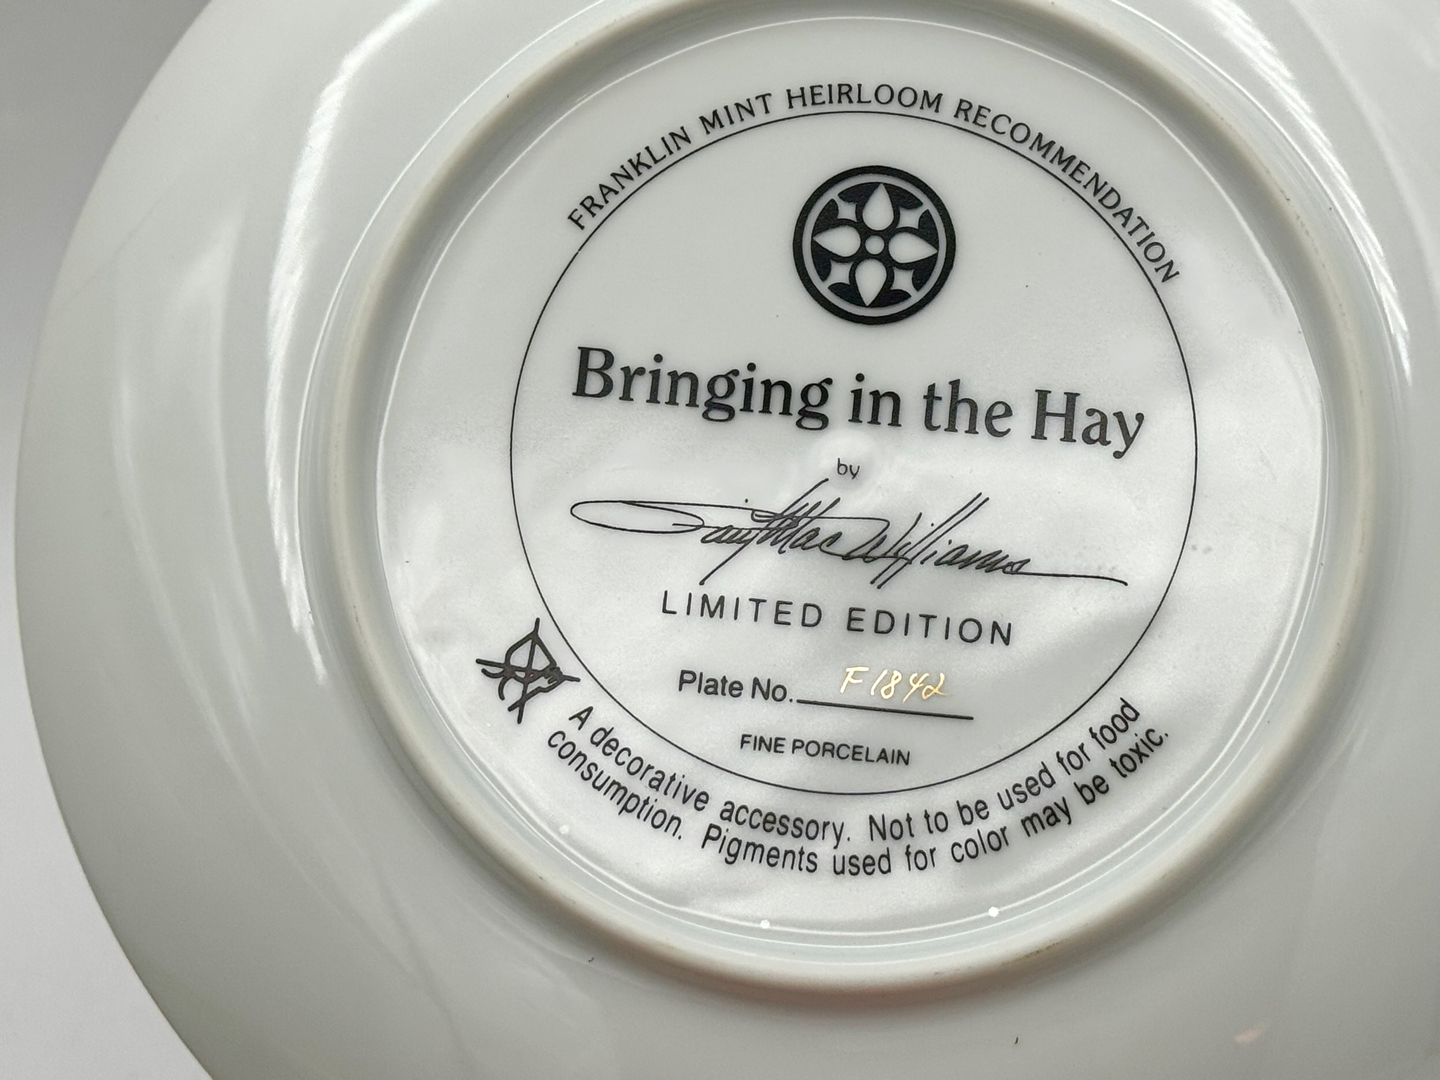 FRANKLIN MINT HEIRLOOM RECOMMENDATION
Bringing in the Hay
by
MacWilliams
LIMITED EDITION
Plate No. F1842
FINE PORCELAIN
A decorative accessory. Not to be used for food
consumption. Pigments used for color may be toxic.